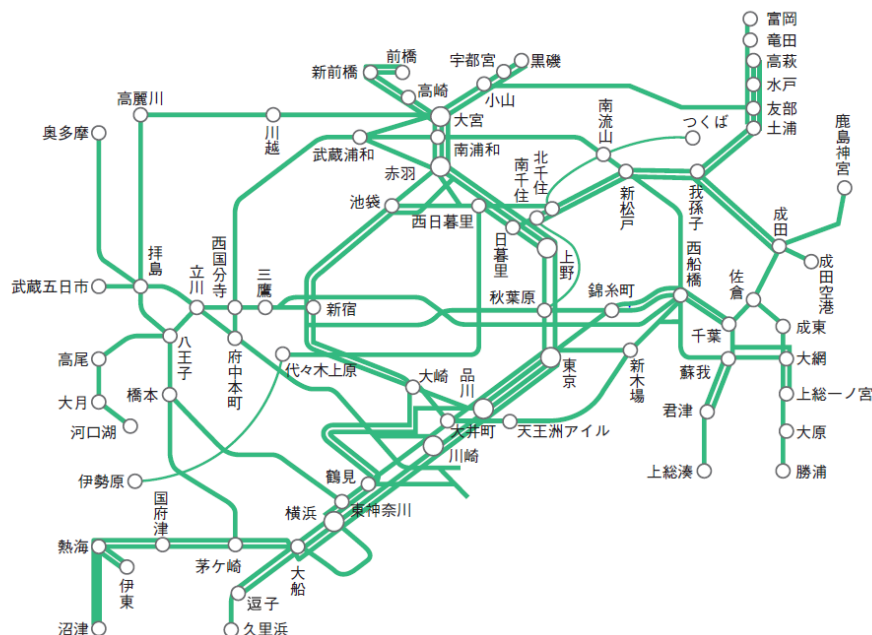 富岡
竜田
高萩
水戸
友部
土浦
前橋
新前橋
宇都宮
黒磯
高崎
小山
大宮
高麗川
川越
奥多摩
武蔵浦和
南浦和
赤羽
南流山
つくば
鹿島神宮
北千住
南千住
新松戸
我孫子
池袋
西日暮里
日暮里
上野
西船橋
成田
成田空港
拝島
立川
西国分寺
三鷹
武蔵五日市
新宿
秋葉原
錦糸町
佐倉
千葉
成東
八王子
府中本町
代々木上原
東京
新木場
蘇我
大網
高尾
橋本
大月
河口湖
大崎
品川
大井町
天王洲アイル
君津
上総一ノ宮
大原
川崎
伊勢原
鶴見
上総湊
勝浦
国府津
横浜
東神奈川
熱海
伊東
茅ケ崎
大船
逗子
沼津
久里浜